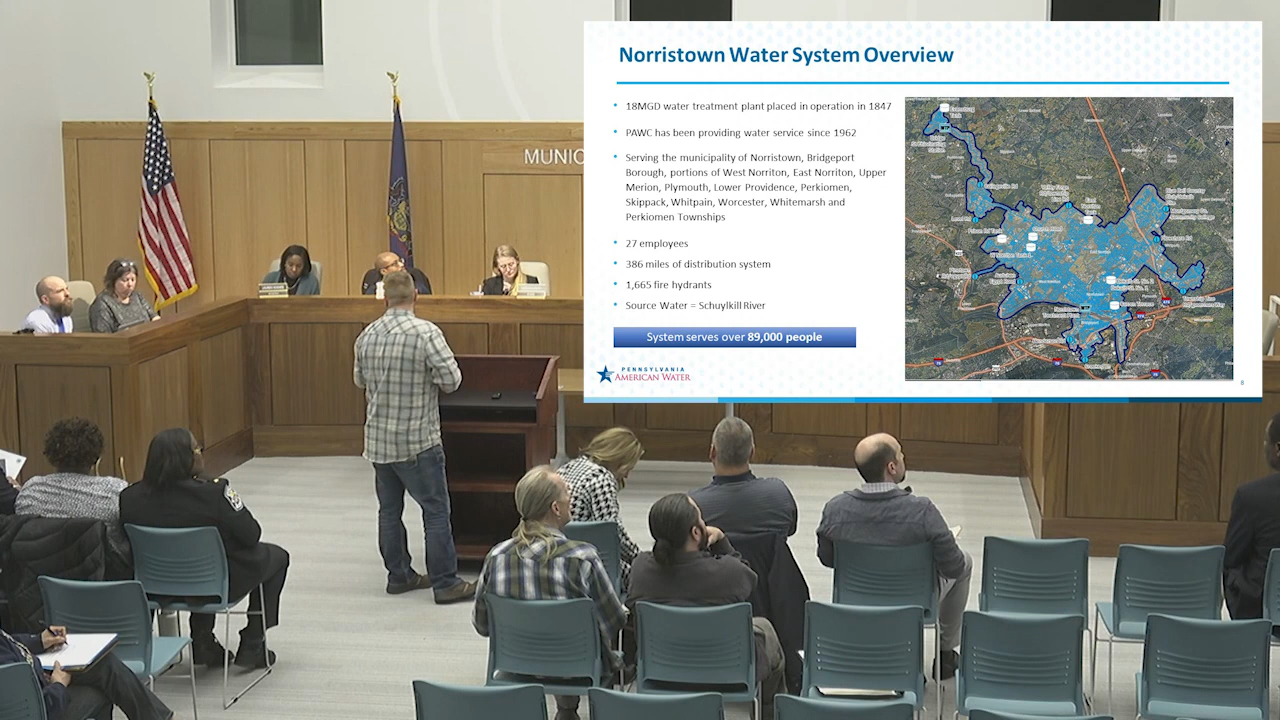 MUNIC
Norristown Water System Overview
• 18MGD water treatment plant placed in operation in 1847
• PAWC has been providing water service since 1962
• Serving the municipality of Norristown, Bridgeport
Borough, portions of West Norriton, East Norriton, Upper
Merion, Plymouth, Lower Providence, Perkiomen,
Skippack, Whitpain, Worcester, Whitemarsh and
Perkiomen Townships
• 27 employees
• 386 miles of distribution system
• 1,665 fire hydrants
• Source Water = Schuylkill River
System serves over 89,000 people
PENNSYLVANIA
AMERICAN WATER
8